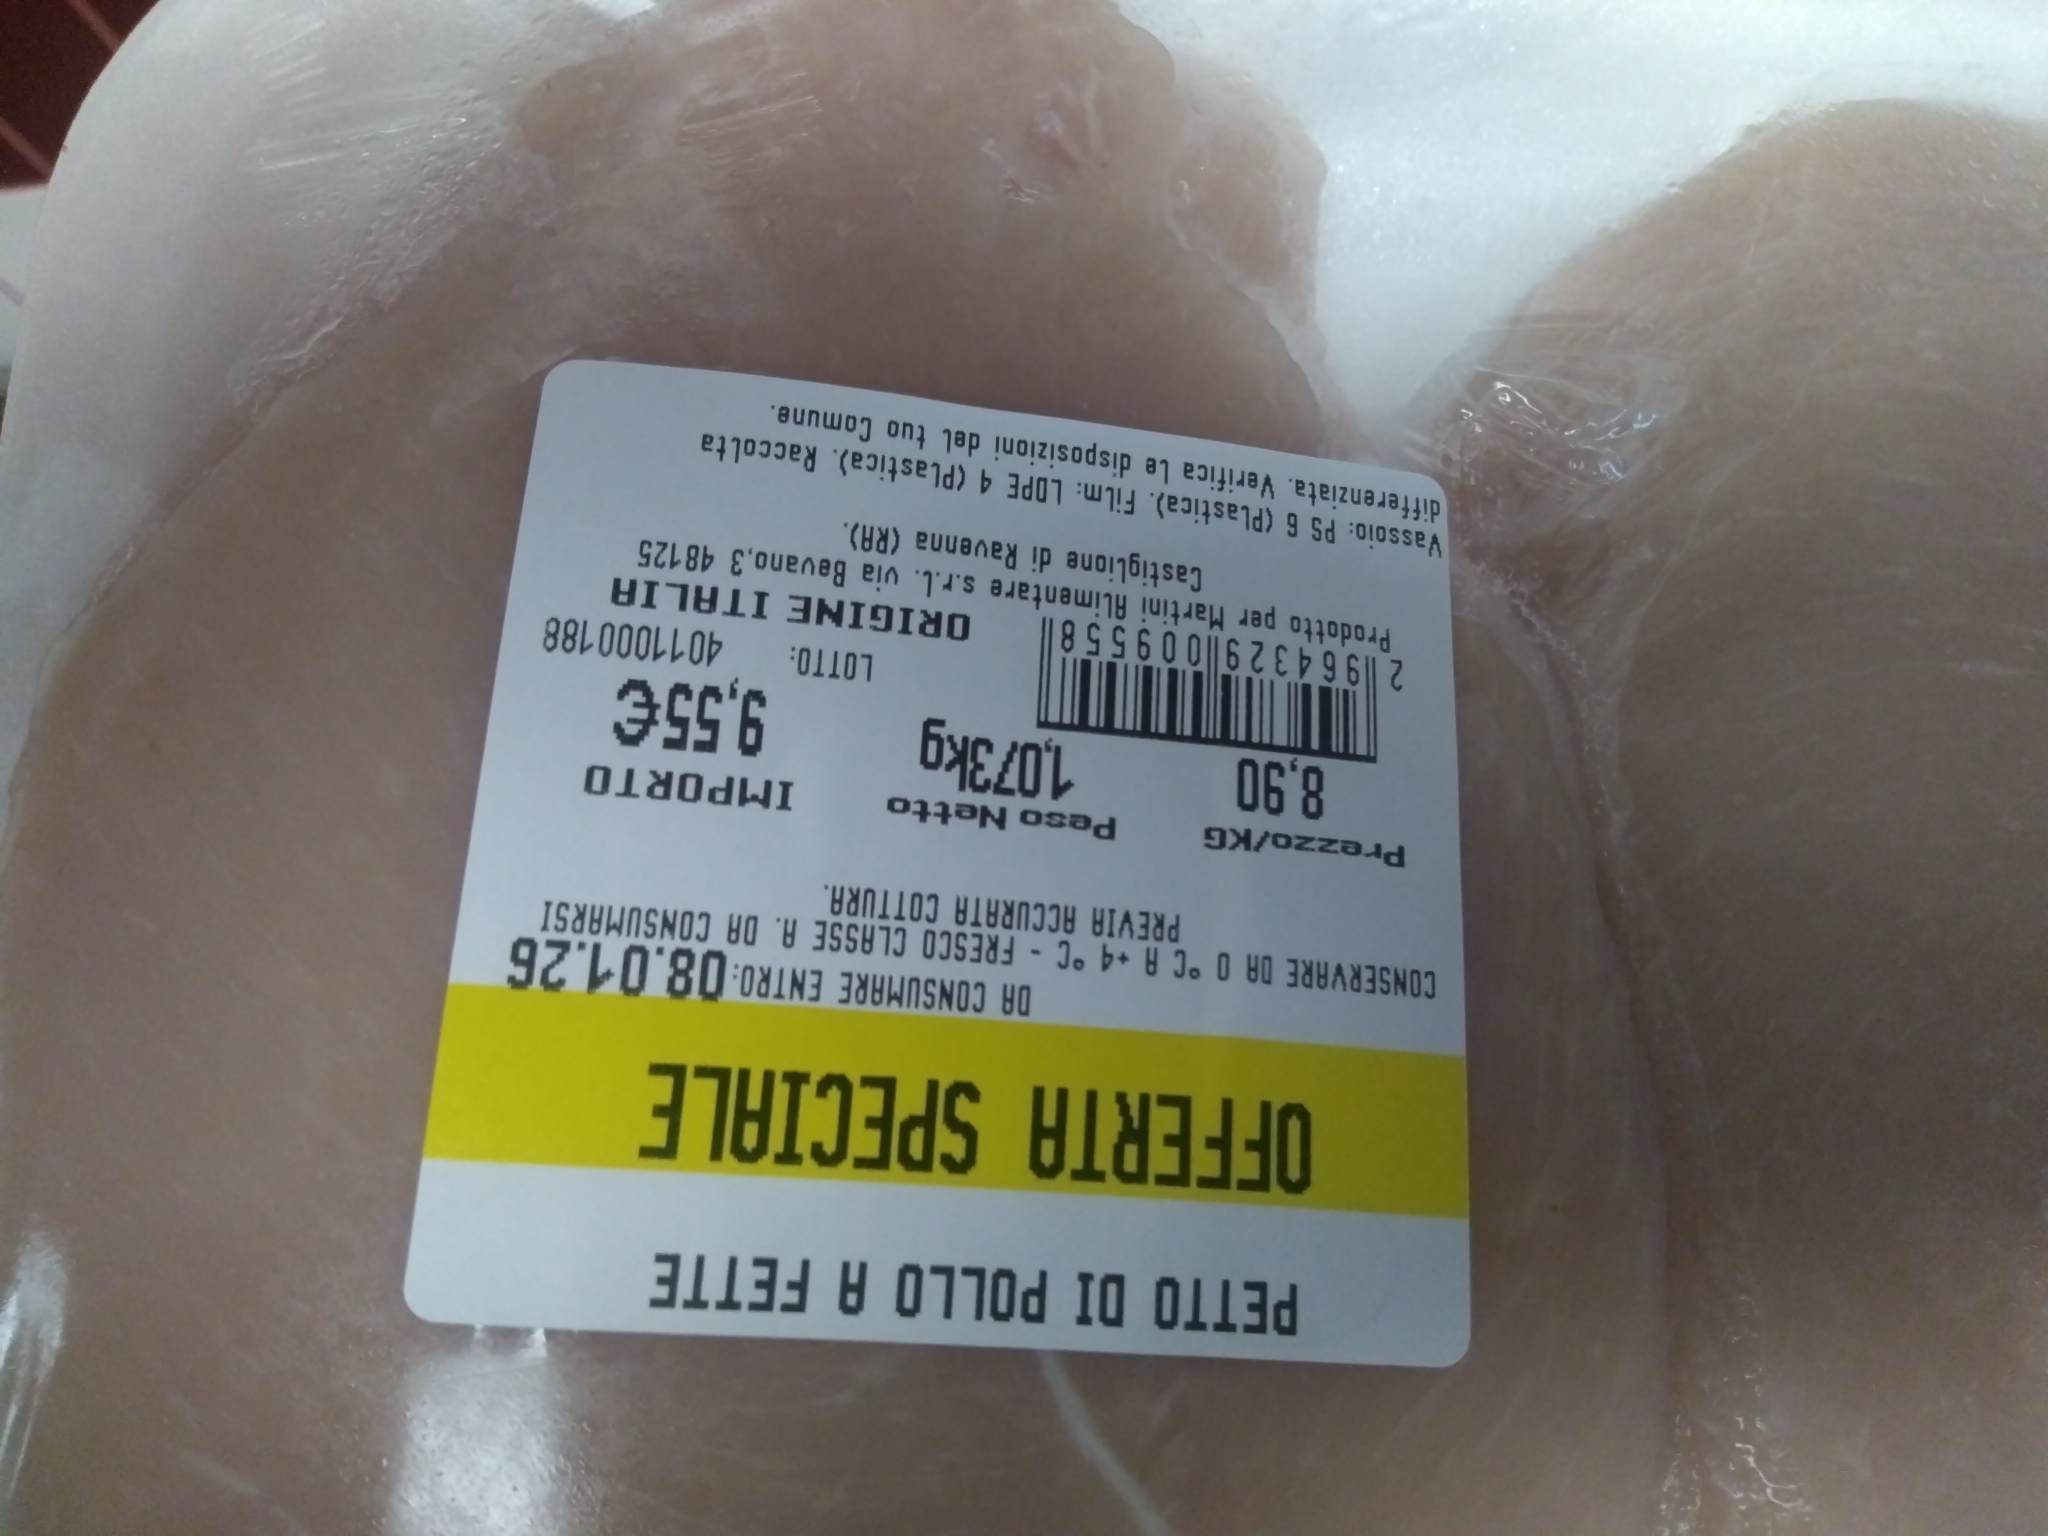 PETTO DI POLLO A FETTE
OFFERTA SPECIALE
DA CONSUMARE ENTRO: 08.01.26
CONSERVARE DA 0 °C A +4 °C - FRESCO CLASSE A. DA CONSUMARSI
PREVIA ACCURATA COTTURA.
Prezzo/KG Peso Netto IMPORTO
8,90 1,073kg 9,55€
2 964329 009558
LOTTO: 4011000188
ORIGINE ITALIA
Prodotto per Martini Alimentare s.r.l. via Bevano,3 48125
Castiglione di Ravenna (RA).
Vassoio: PS 6 (Plastica). Film: LDPE 4 (Plastica). Raccolta
differenziata. Verifica le disposizioni del tuo Comune.